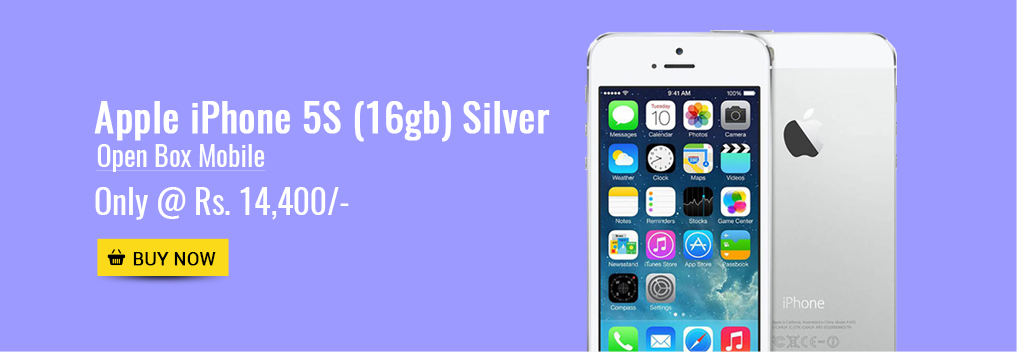 Apple iPhone 5S (16gb) Silver
Open Box Mobile
Only @ Rs. 14,400/-
BUY NOW
9:41 AM 100%
Tuesday
10
Messages Calendar Photos Camera
Weather Clock Maps Videos
Notes Reminders Stocks Game Center
Newsstand iTunes Store App Store Passbook
Compass Settings
iPhone